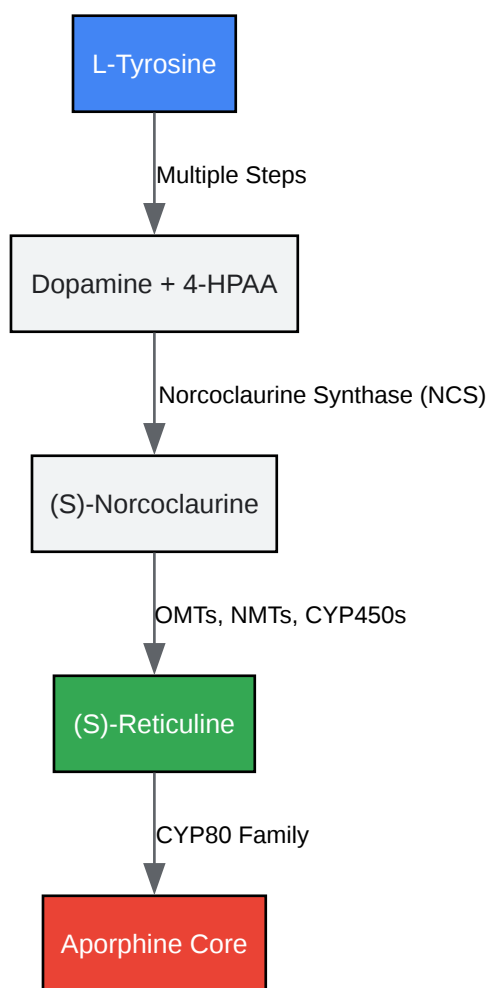 L-Tyrosine
Multiple Steps
Dopamine + 4-HPAA
Norcoclaurine Synthase (NCS)
(S)-Norcoclaurine
OMTs, NMTs, CYP450s
(S)-Reticuline
CYP80 Family
Aporphine Core